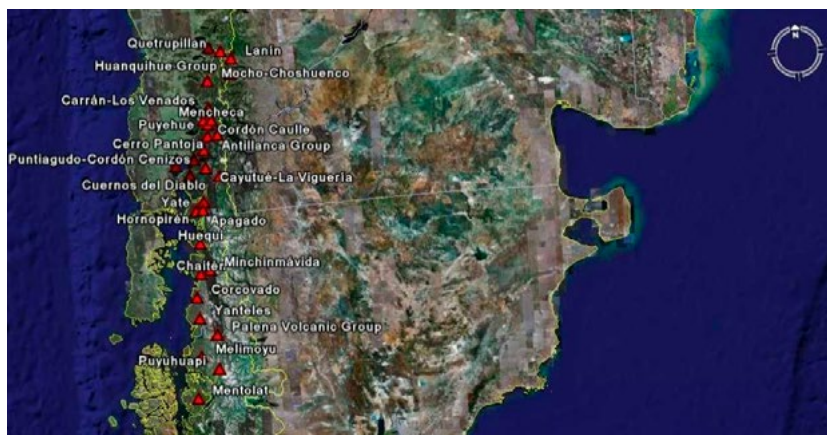 Quetrupillan
Lanin
Huanquihue Group
Mocho-Choshuenco
Carrán-Los Venados
Mencheca
Puyehue
Cordón Caulle
Cerro Pantoja
Antillanca Group
Puntiagudo-Cordón Cenizos
Cuernos del Diablo
Cayutué-La Vigueria
Yate
Hornopirén
Apagado
Huequi
Chaiten
Minchinmávida
Corcovado
Yanteles
Palena Volcanic Group
Melimoyu
Puyuhuapi
Mentolat
N